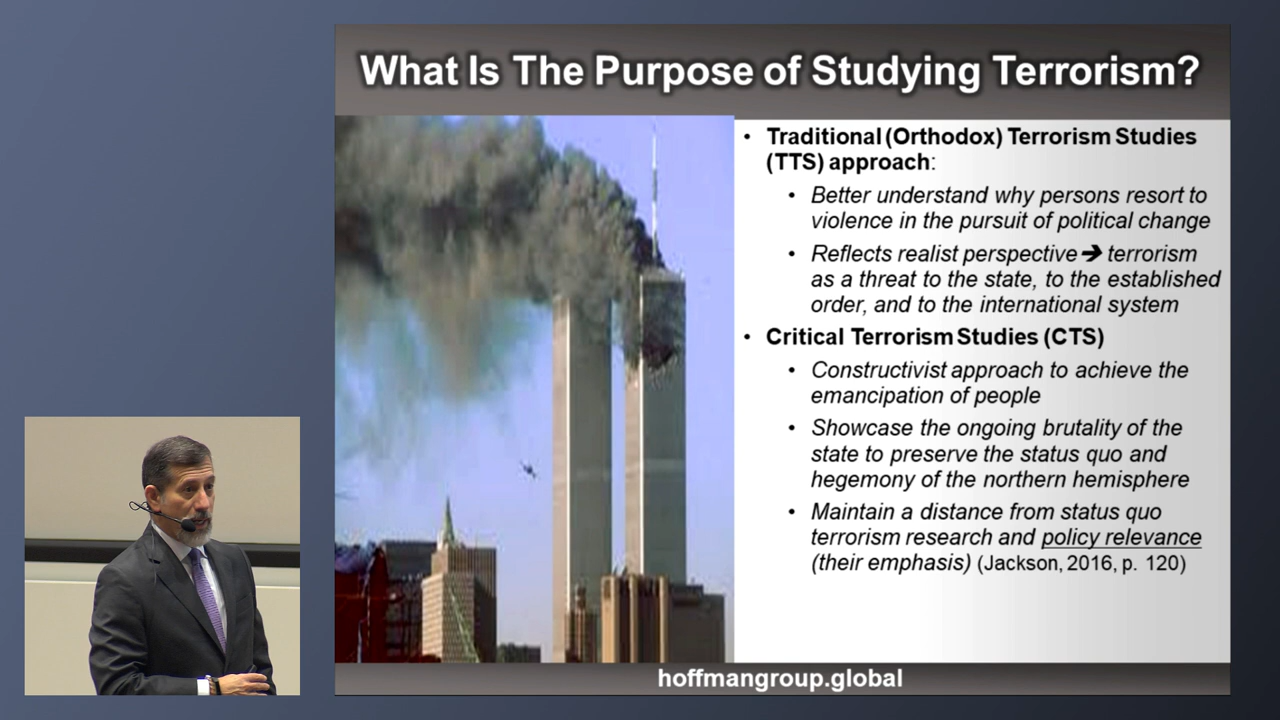 What Is The Purpose of Studying Terrorism?
• Traditional (Orthodox) Terrorism Studies
(TTS) approach:
• Better understand why persons resort to
violence in the pursuit of political change
• Reflects realist perspective ➔ terrorism
as a threat to the state, to the established
order, and to the international system
• Critical Terrorism Studies (CTS)
• Constructivist approach to achieve the
emancipation of people
• Showcase the ongoing brutality of the
state to preserve the status quo and
hegemony of the northern hemisphere
• Maintain a distance from status quo
terrorism research and policy relevance
(their emphasis) (Jackson, 2016, p. 120)
hoffmangroup.global